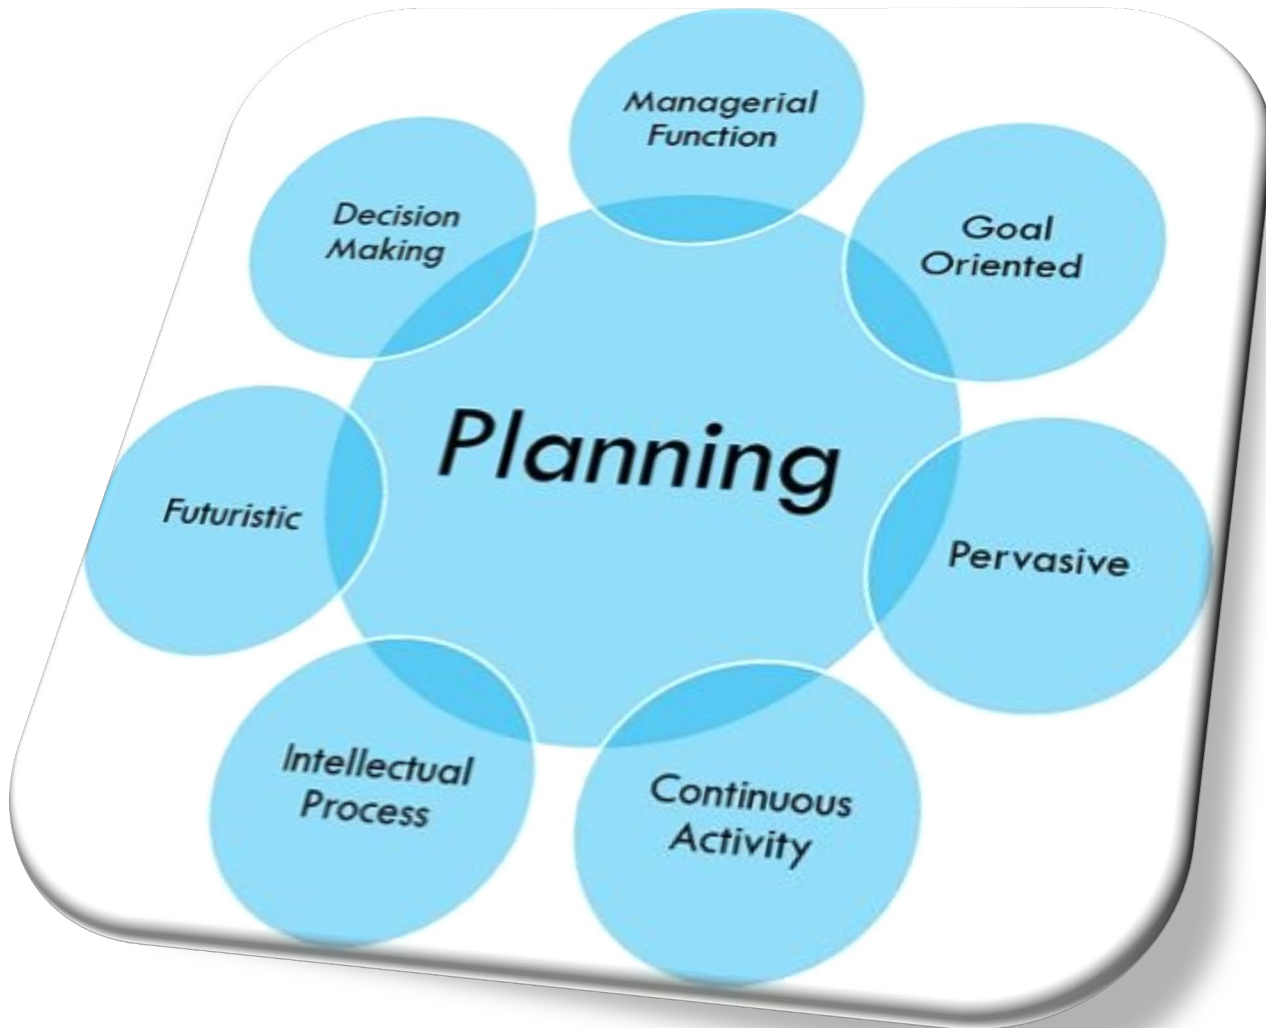 Managerial
Function
Decision
Making
Goal
Oriented
Planning
Futuristic
Pervasive
Intellectual
Process
Continuous
Activity